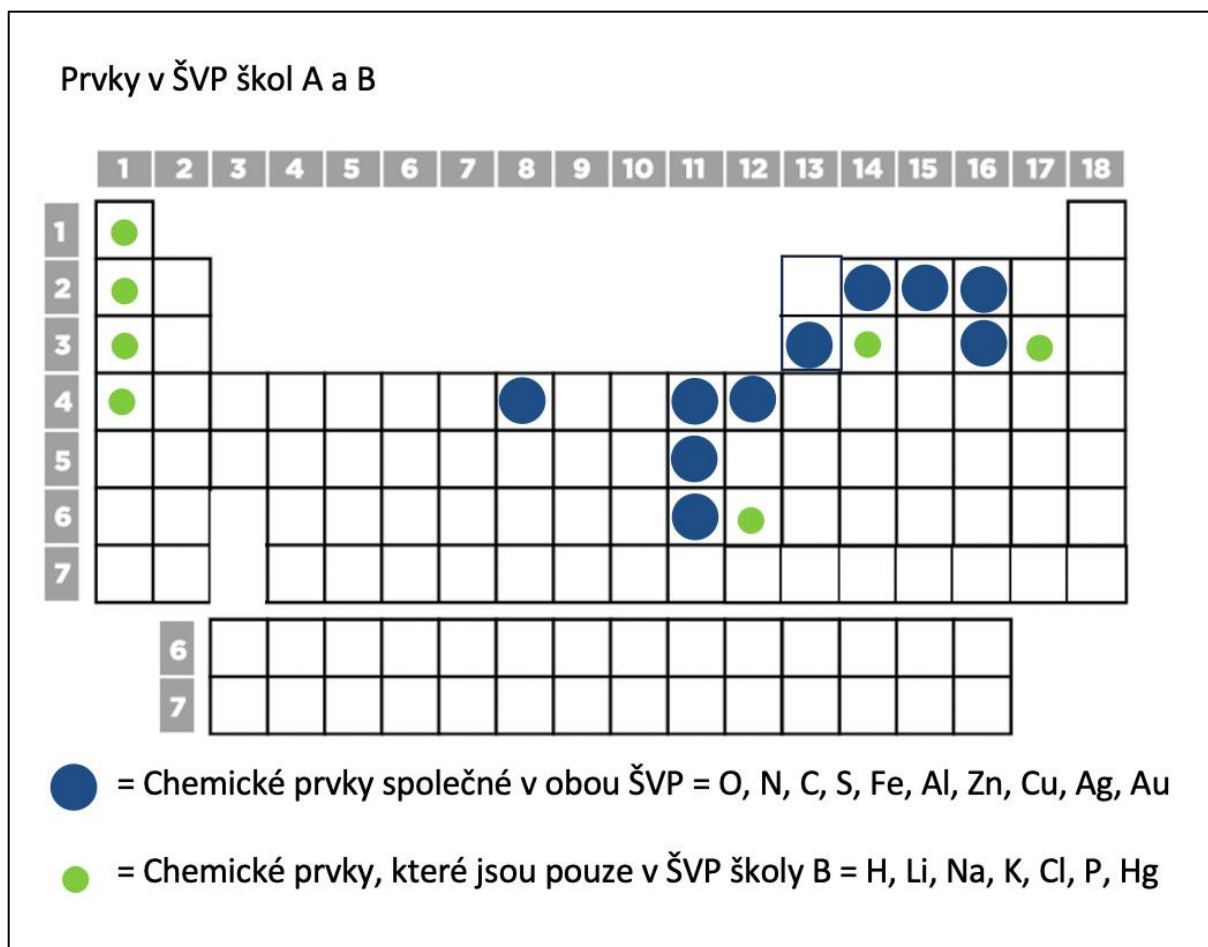 Prvky v ŠVP škol A a B
1 2 3 4 5 6 7 8 9 10 11 12 13 14 15 16 17 18
1
2
3
4
5
6
7
6
7
= Chemické prvky společné v obou ŠVP = O, N, C, S, Fe, Al, Zn, Cu, Ag, Au
= Chemické prvky, které jsou pouze v ŠVP školy B = H, Li, Na, K, Cl, P, Hg